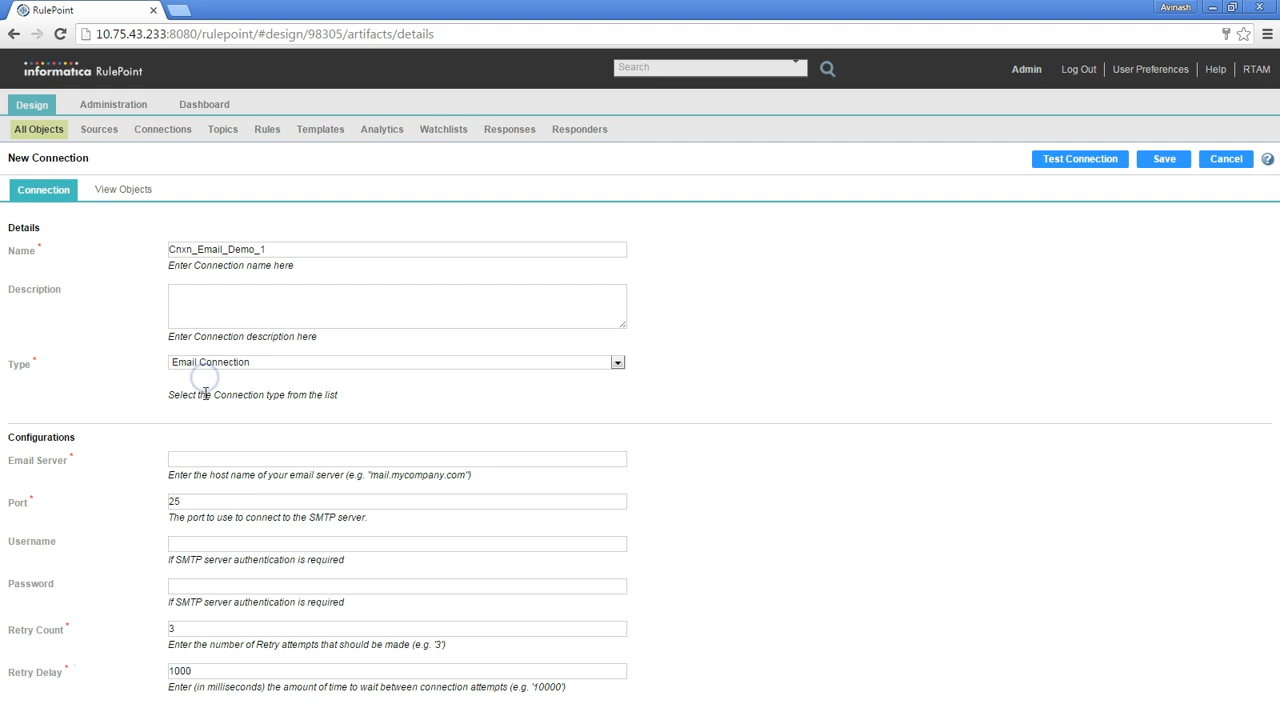 RulePoint
Avinash
10.75.43.233:8080/rulepoint/#design/98305/artifacts/details
informatica RulePoint
Search
Admin Log Out User Preferences Help RTAM
Design Administration Dashboard
All Objects Sources Connections Topics Rules Templates Analytics Watchlists Responses Responders
New Connection
Test Connection Save Cancel ?
Connection View Objects
Details
Name * Cnxn_Email_Demo_1
Enter Connection name here
Description
Enter Connection description here
Type * Email Connection
Select the Connection type from the list
Configurations
Email Server *
Enter the host name of your email server (e.g. "mail.mycompany.com")
Port * 25
The port to use to connect to the SMTP server.
Username
If SMTP server authentication is required
Password
If SMTP server authentication is required
Retry Count * 3
Enter the number of Retry attempts that should be made (e.g. '3')
Retry Delay * 1000
Enter (in milliseconds) the amount of time to wait between connection attempts (e.g. '10000')